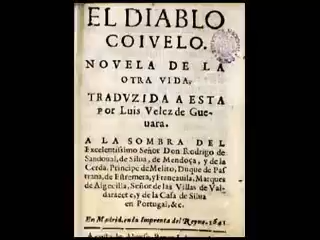 EL DIABLO
COIVELO.
NOVELA DE LA
OTRA VIDA,
TRADVZIDA A ESTA
por Luis Velez de Gue-
uara.
A LA SOMBRA DEL
Excelentissimo Señor Don Rodrigo de
Sandoual, de Silua, de Mendoça, y de la
Cerda, Principe de Melito, Duque de Pas
trana, de Estremera, y Francauila, Marques
de Algecilla, Señor de las Villas de Val-
daracete, y de la Casa de Silua
en Portugal, &c.
En Madrid, en la Imprenta del Reyno. 1641